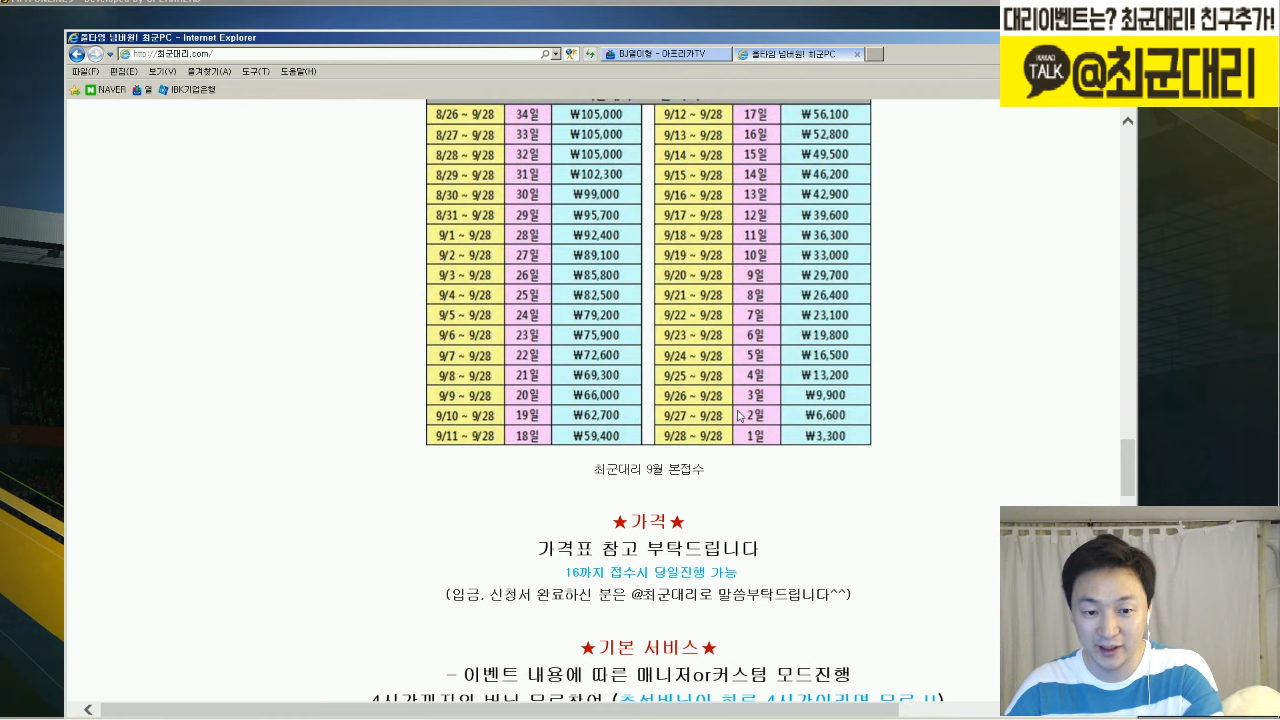 대리이벤트는? 최군대리! 친구추가!
TALK @최군대리
풀타임 넘버원! 최군PC - Internet Explorer
http://최군대리.com/
BJ열이형 - 아프리카TV
풀타임 넘버원! 최군PC
파일(F) 편집(E) 보기(V) 즐겨찾기(A) 도구(T) 도움말(H)
NAVER 열 IBK기업은행
8/26 ~ 9/28 34일 ₩105,000 9/12 ~ 9/28 17일 ₩56,100
8/27 ~ 9/28 33일 ₩105,000 9/13 ~ 9/28 16일 ₩52,800
8/28 ~ 9/28 32일 ₩105,000 9/14 ~ 9/28 15일 ₩49,500
8/29 ~ 9/28 31일 ₩102,300 9/15 ~ 9/28 14일 ₩46,200
8/30 ~ 9/28 30일 ₩99,000 9/16 ~ 9/28 13일 ₩42,900
8/31 ~ 9/28 29일 ₩95,700 9/17 ~ 9/28 12일 ₩39,600
9/1 ~ 9/28 28일 ₩92,400 9/18 ~ 9/28 11일 ₩36,300
9/2 ~ 9/28 27일 ₩89,100 9/19 ~ 9/28 10일 ₩33,000
9/3 ~ 9/28 26일 ₩85,800 9/20 ~ 9/28 9일 ₩29,700
9/4 ~ 9/28 25일 ₩82,500 9/21 ~ 9/28 8일 ₩26,400
9/5 ~ 9/28 24일 ₩79,200 9/22 ~ 9/28 7일 ₩23,100
9/6 ~ 9/28 23일 ₩75,900 9/23 ~ 9/28 6일 ₩19,800
9/7 ~ 9/28 22일 ₩72,600 9/24 ~ 9/28 5일 ₩16,500
9/8 ~ 9/28 21일 ₩69,300 9/25 ~ 9/28 4일 ₩13,200
9/9 ~ 9/28 20일 ₩66,000 9/26 ~ 9/28 3일 ₩9,900
9/10 ~ 9/28 19일 ₩62,700 9/27 ~ 9/28 2일 ₩6,600
9/11 ~ 9/28 18일 ₩59,400 9/28 ~ 9/28 1일 ₩3,300
최군대리 9월 본접수
★가격★
가격표 참고 부탁드립니다
16까지 접수시 당일진행 가능
(입금, 신청서 완료하신 분은 @최군대리로 말씀부탁드립니다^^)
★기본 서비스★
- 이벤트 내용에 따른 매니저or커스텀 모드진행